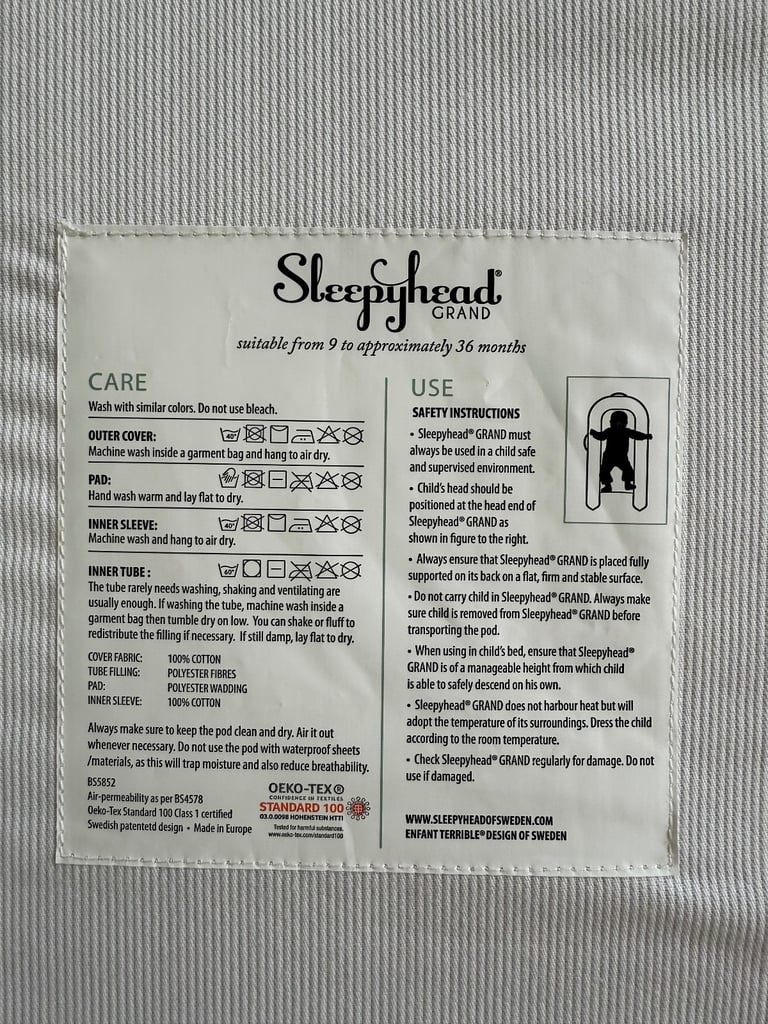 Sleepyhead®
GRAND
suitable from 9 to approximately 36 months
CARE
Wash with similar colors. Do not use bleach.
OUTER COVER: 40°
Machine wash inside a garment bag and hang to air dry.
PAD:
Hand wash warm and lay flat to dry.
INNER SLEEVE: 40°
Machine wash and hang to air dry.
INNER TUBE : 60°
The tube rarely needs washing, shaking and ventilating are
usually enough. If washing the tube, machine wash inside a
garment bag then tumble dry on low. You can shake or fluff to
redistribute the filling if necessary. If still damp, lay flat to dry.
COVER FABRIC: 100% COTTON
TUBE FILLING: POLYESTER FIBRES
PAD: POLYESTER WADDING
INNER SLEEVE: 100% COTTON
Always make sure to keep the pod clean and dry. Air it out
whenever necessary. Do not use the pod with waterproof sheets
/materials, as this will trap moisture and also reduce breathability.
BS5852
Air-permeability as per BS4578
Oeko-Tex Standard 100 Class 1 certified
Swedish patentetd design • Made in Europe
OEKO-TEX®
CONFIDENCE IN TEXTILES
STANDARD 100
03.0.0098 HOHENSTEIN HTTI
Tested for harmful substances.
www.oeko-tex.com/standard100
USE
SAFETY INSTRUCTIONS
• Sleepyhead® GRAND must
always be used in a child safe
and supervised environment.
• Child's head should be
positioned at the head end of
Sleepyhead® GRAND as
shown in figure to the right.
• Always ensure that Sleepyhead® GRAND is placed fully
supported on its back on a flat, firm and stable surface.
• Do not carry child in Sleepyhead® GRAND. Always make
sure child is removed from Sleepyhead® GRAND before
transporting the pod.
• When using in child's bed, ensure that Sleepyhead®
GRAND is of a manageable height from which child
is able to safely descend on his own.
• Sleepyhead® GRAND does not harbour heat but will
adopt the temperature of its surroundings. Dress the child
according to the room temperature.
• Check Sleepyhead® GRAND regularly for damage. Do not
use if damaged.
WWW.SLEEPYHEADOFSWEDEN.COM
ENFANT TERRIBLE® DESIGN OF SWEDEN